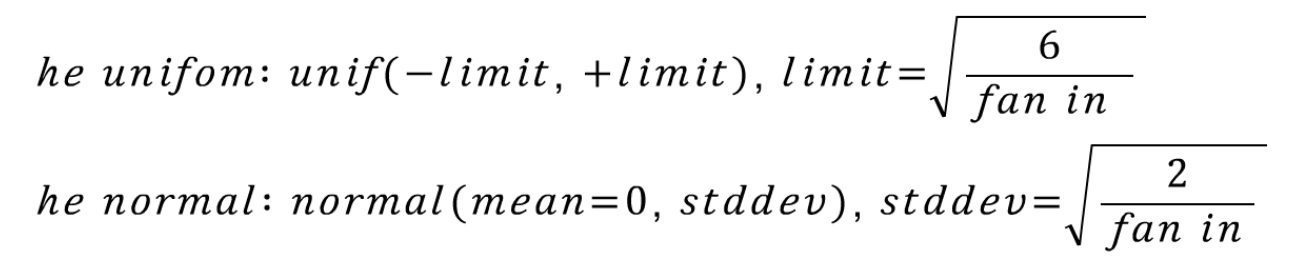 he unifom: unif(−limit, +limit), limit=√(6/fan in)
he normal: normal(mean=0, stddev), stddev=√(2/fan in)